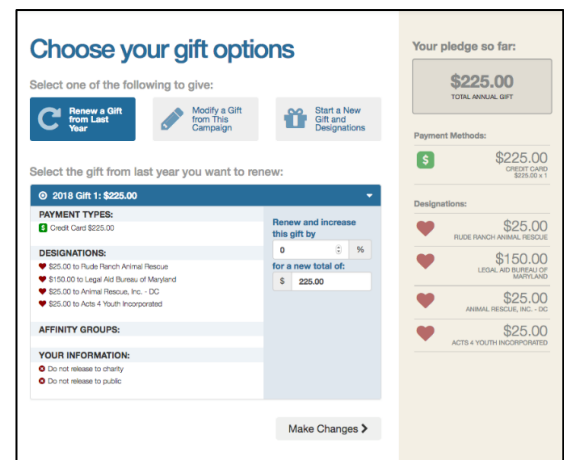 Choose your gift options
Select one of the following to give:
Renew a Gift
from Last
Year
Modify a Gift
from This
Campaign
Start a New
Gift and
Designations
Select the gift from last year you want to renew:
2018 Gift 1: $225.00
PAYMENT TYPES:
$ Credit Card $225.00
DESIGNATIONS:
$25.00 to Rude Ranch Animal Rescue
$150.00 to Legal Aid Bureau of Maryland
$25.00 to Animal Rescue, Inc. - DC
$25.00 to Acts 4 Youth Incorporated
AFFINITY GROUPS:
YOUR INFORMATION:
Do not release to charity
Do not release to public
Renew and increase
this gift by
0 %
for a new total of:
$ 225.00
Make Changes
Your pledge so far:
$225.00
TOTAL ANNUAL GIFT
Payment Methods:
$ $225.00
CREDIT CARD
$225.00 x 1
Designations:
$25.00
RUDE RANCH ANIMAL RESCUE
$150.00
LEGAL AID BUREAU OF
MARYLAND
$25.00
ANIMAL RESCUE, INC. - DC
$25.00
ACTS 4 YOUTH INCORPORATED